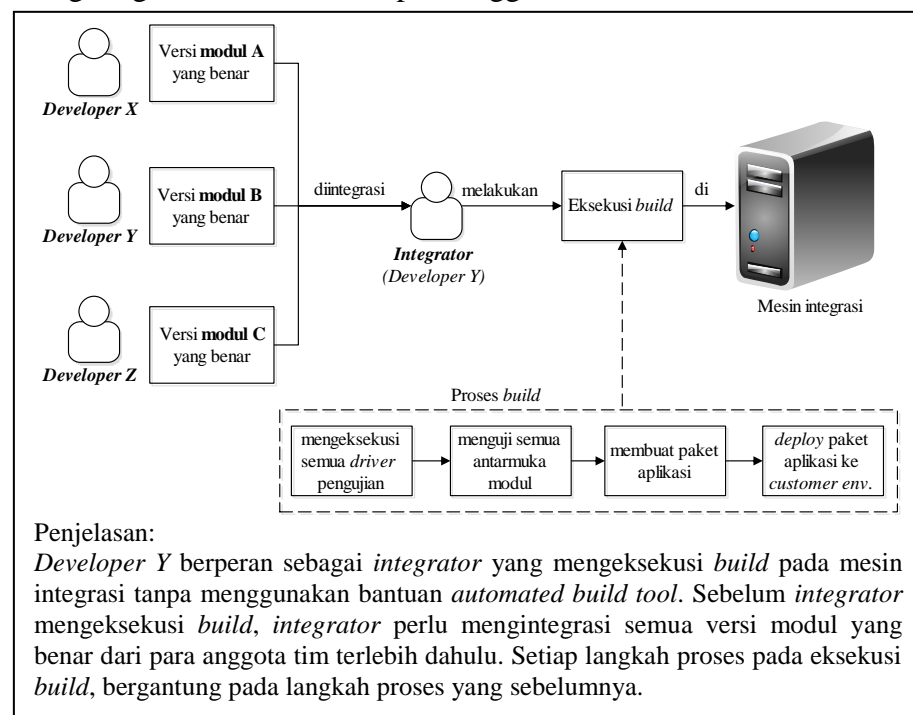 Versi modul A
yang benar
Developer X
Versi modul B
yang benar
Developer Y
Versi modul C
yang benar
Developer Z
diintegrasi
Integrator
(Developer Y)
melakukan
Eksekusi build
di
Mesin integrasi
Proses build
mengeksekusi
semua driver
pengujian
menguji semua
antarmuka
modul
membuat paket
aplikasi
deploy paket
aplikasi ke
customer env.
Penjelasan:
Developer Y berperan sebagai integrator yang mengeksekusi build pada mesin
integrasi tanpa menggunakan bantuan automated build tool. Sebelum integrator
mengeksekusi build, integrator perlu mengintegrasi semua versi modul yang
benar dari para anggota tim terlebih dahulu. Setiap langkah proses pada eksekusi
build, bergantung pada langkah proses yang sebelumnya.